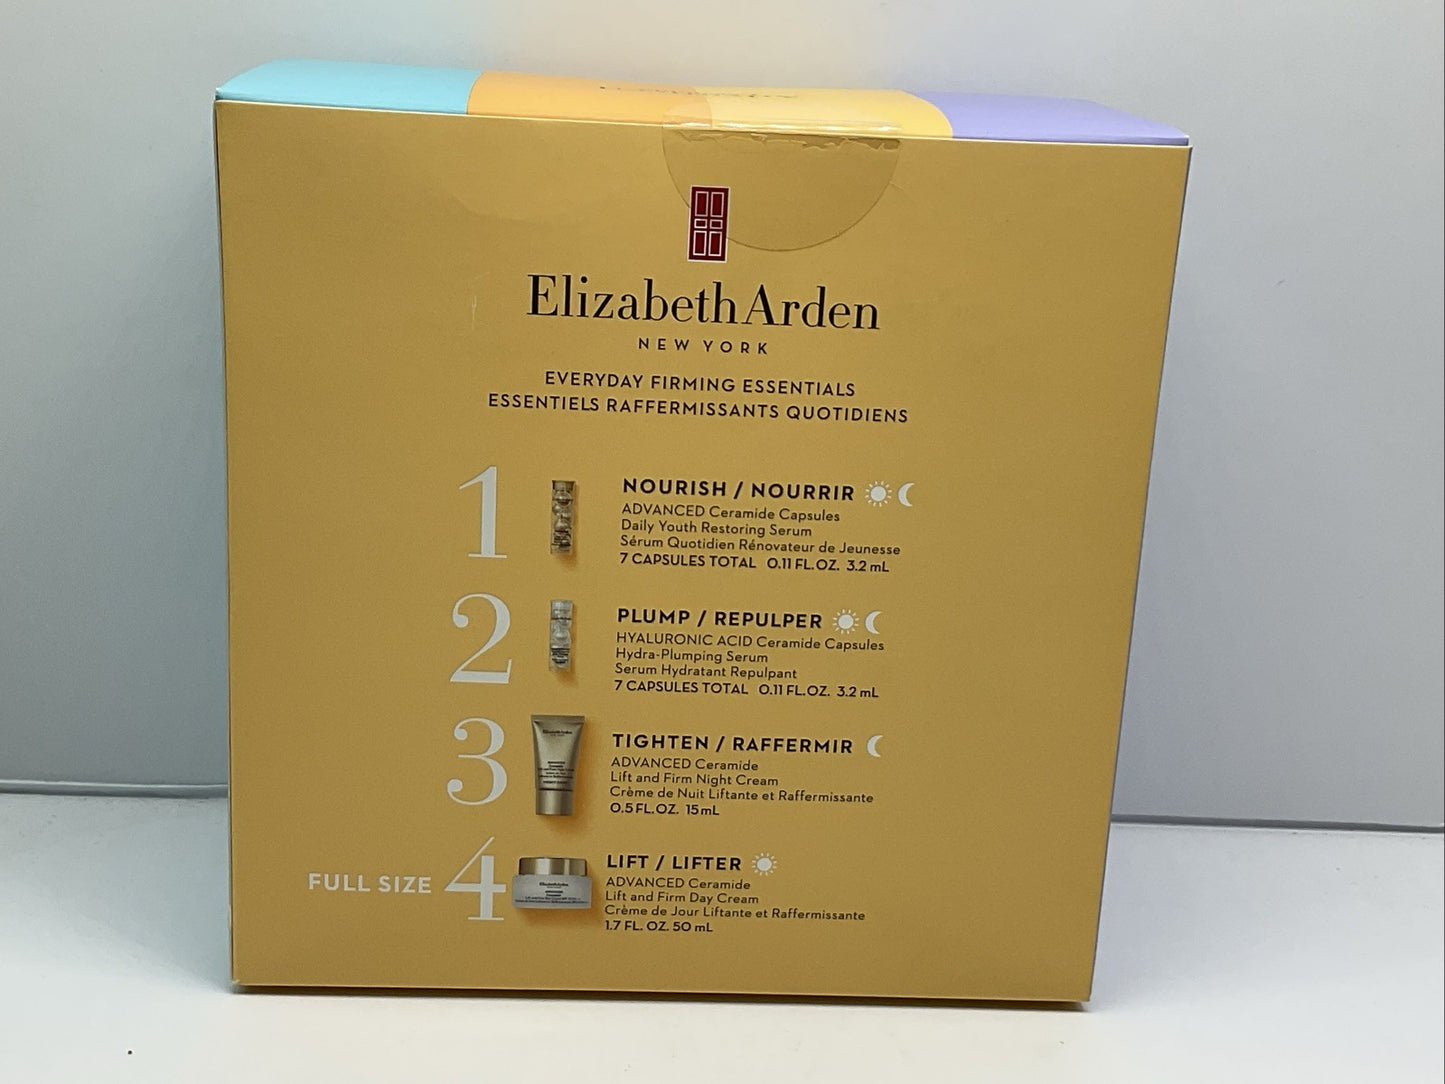 Elizabeth Arden
NEW YORK
EVERYDAY FIRMING ESSENTIALS
ESSENTIELS RAFFERMISSANTS QUOTIDIENS
1
NOURISH / NOURRIR
ADVANCED Ceramide Capsules
Daily Youth Restoring Serum
Sérum Quotidien Rénovateur de Jeunesse
7 CAPSULES TOTAL 0.11 FL.OZ. 3.2 mL
2
PLUMP / REPULPER
HYALURONIC ACID Ceramide Capsules
Hydra-Plumping Serum
Serum Hydratant Repulpant
7 CAPSULES TOTAL 0.11 FL.OZ. 3.2 mL
3
TIGHTEN / RAFFERMIR
ADVANCED Ceramide
Lift and Firm Night Cream
Crème de Nuit Liftante et Raffermissante
0.5 FL.OZ. 15 mL
FULL SIZE 4
LIFT / LIFTER
ADVANCED Ceramide
Lift and Firm Day Cream
Crème de Jour Liftante et Raffermissante
1.7 FL. OZ. 50 mL